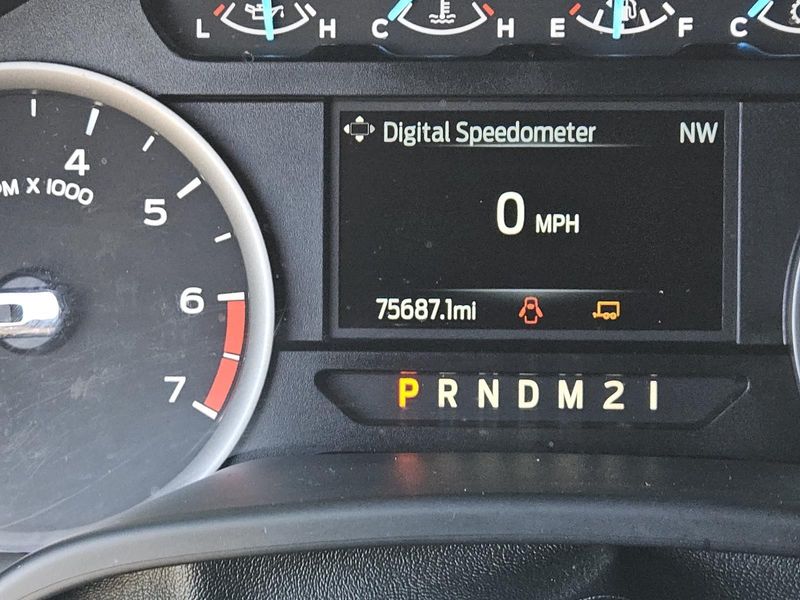 L H C H E F C
Digital Speedometer NW
4
PM X 1000
5
0 MPH
6
75687.1mi
7
P R N D M 2 1